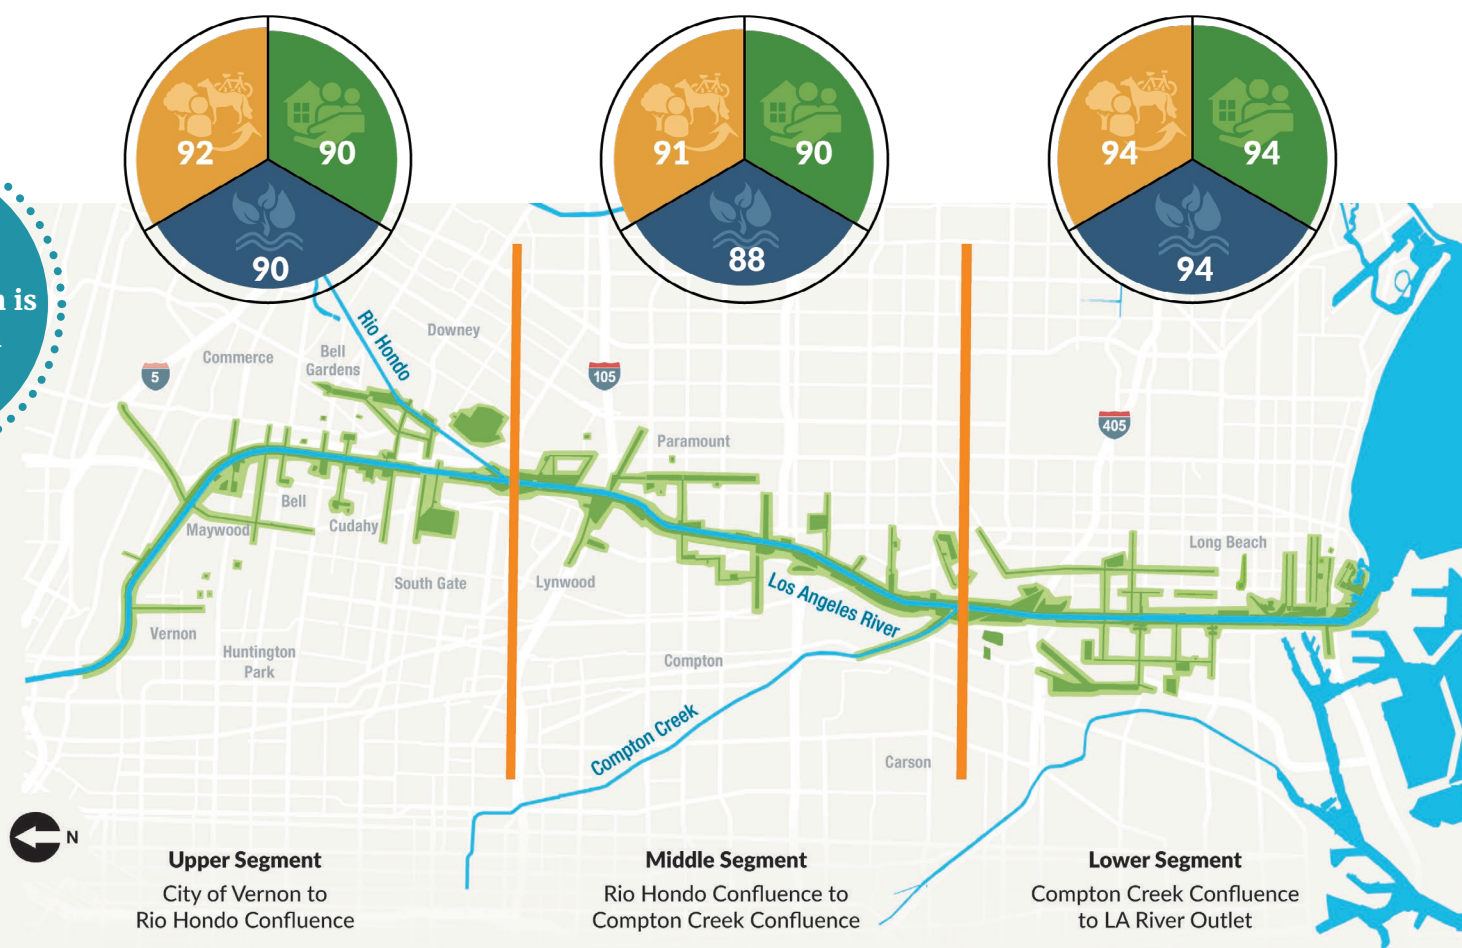 92
90
90
91
90
88
94
94
94
is
Rio Hondo
Downey
Commerce
Bell
Gardens
5
105
405
Paramount
Bell
Maywood
Cudahy
South Gate
Lynwood
Long Beach
Los Angeles River
Vernon
Huntington
Park
Compton
Compton Creek
Carson
N
Upper Segment
City of Vernon to
Rio Hondo Confluence
Middle Segment
Rio Hondo Confluence to
Compton Creek Confluence
Lower Segment
Compton Creek Confluence
to LA River Outlet